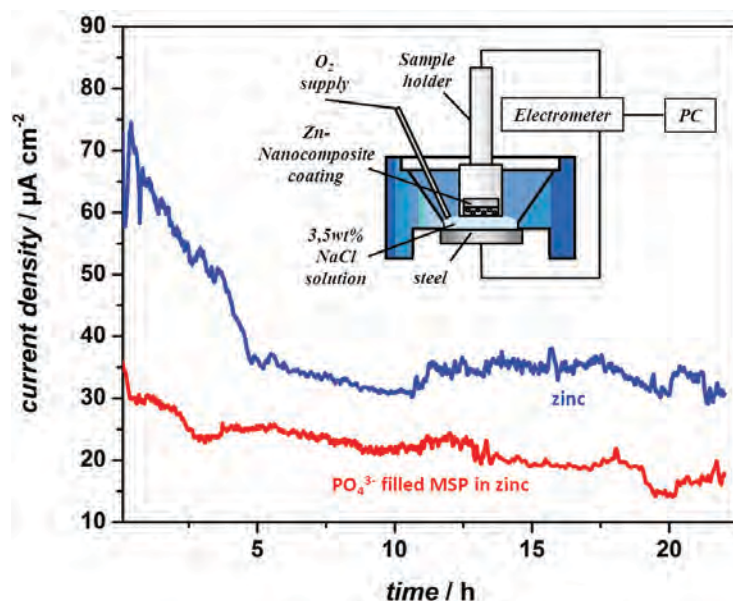 90
80
70
60
50
40
30
20
10
current density / µA cm⁻²
O₂
supply
Sample
holder
Zn-
Nanocomposite
coating
Electrometer
PC
3,5wt%
NaCl
solution
steel
zinc
PO₄³⁻ filled MSP in zinc
5
10
15
20
time / h